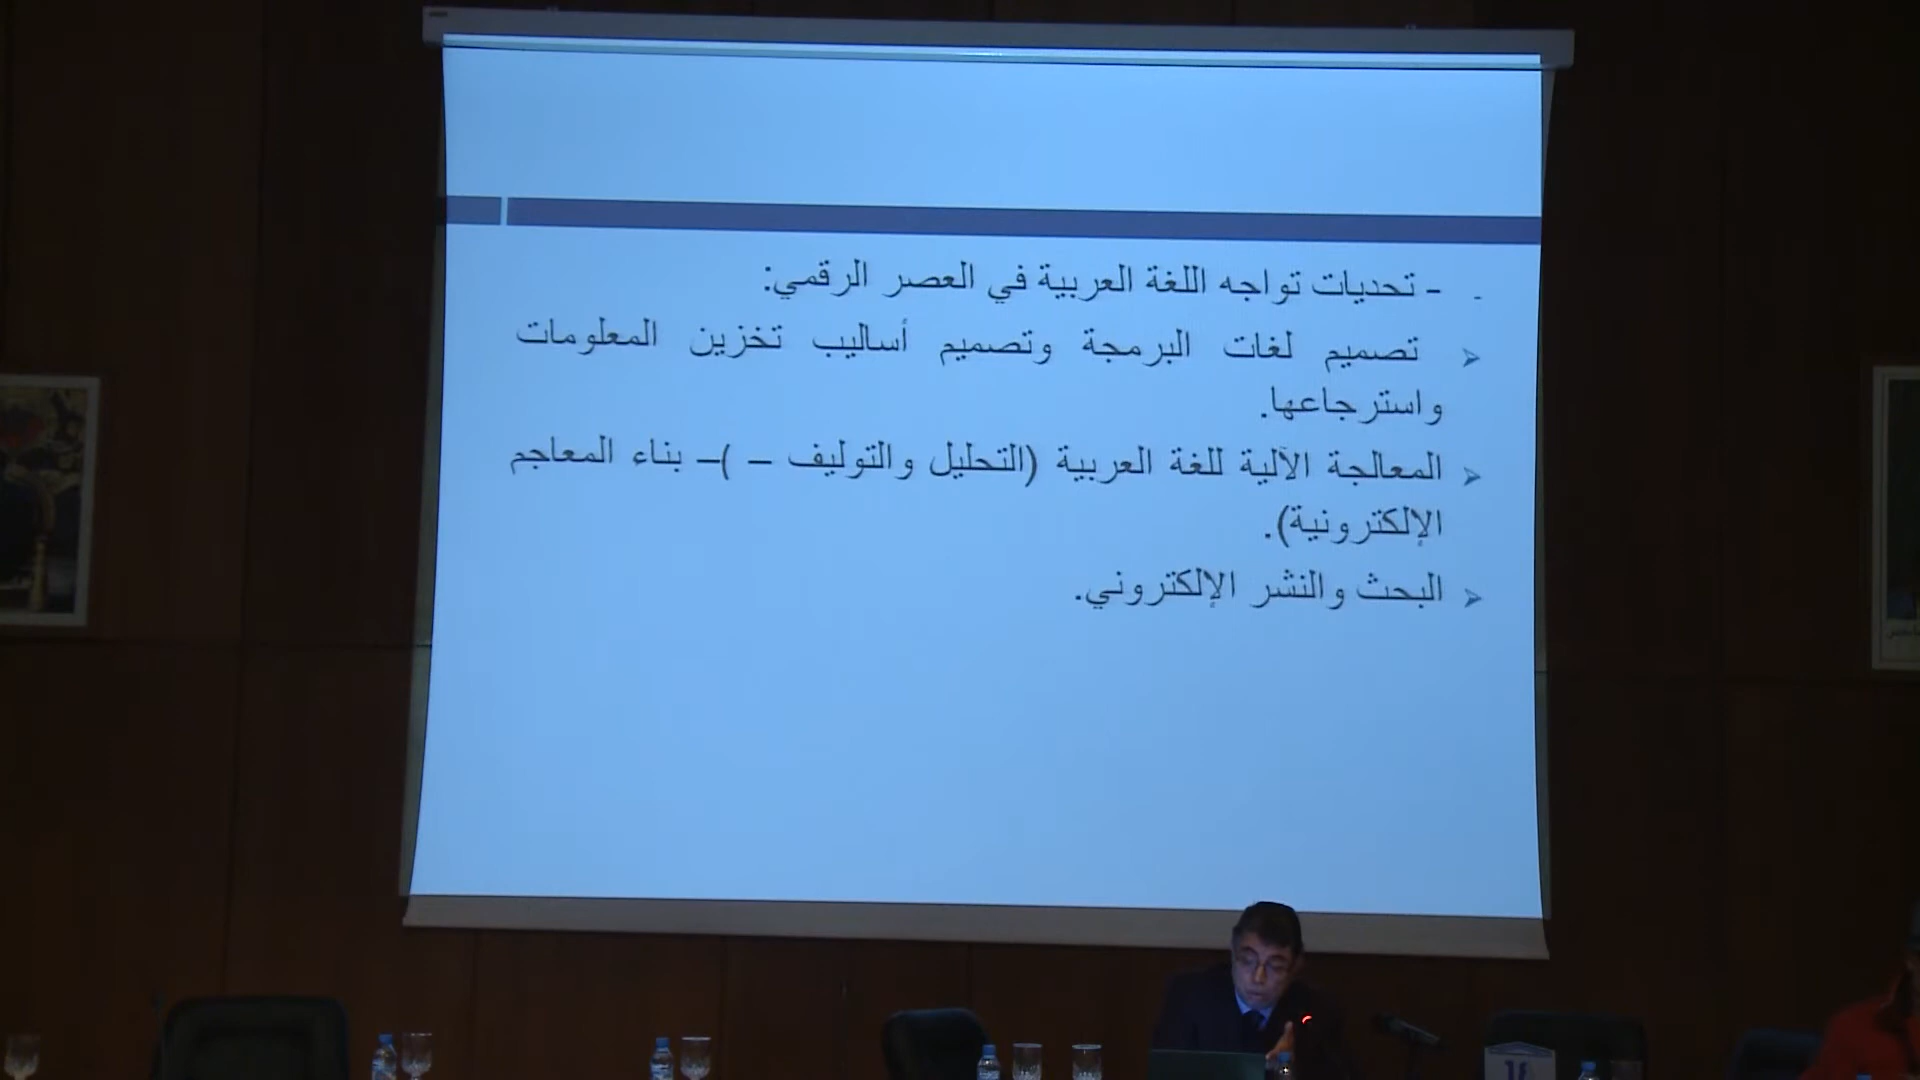 - - تحديات تواجه اللغة العربية في العصر الرقمي:
تصميم لغات البرمجة وتصميم أساليب تخزين المعلومات
واسترجاعها.
المعالجة الآلية للغة العربية (التحليل والتوليف – )– بناء المعاجم
الإلكترونية).
البحث والنشر الإلكتروني.